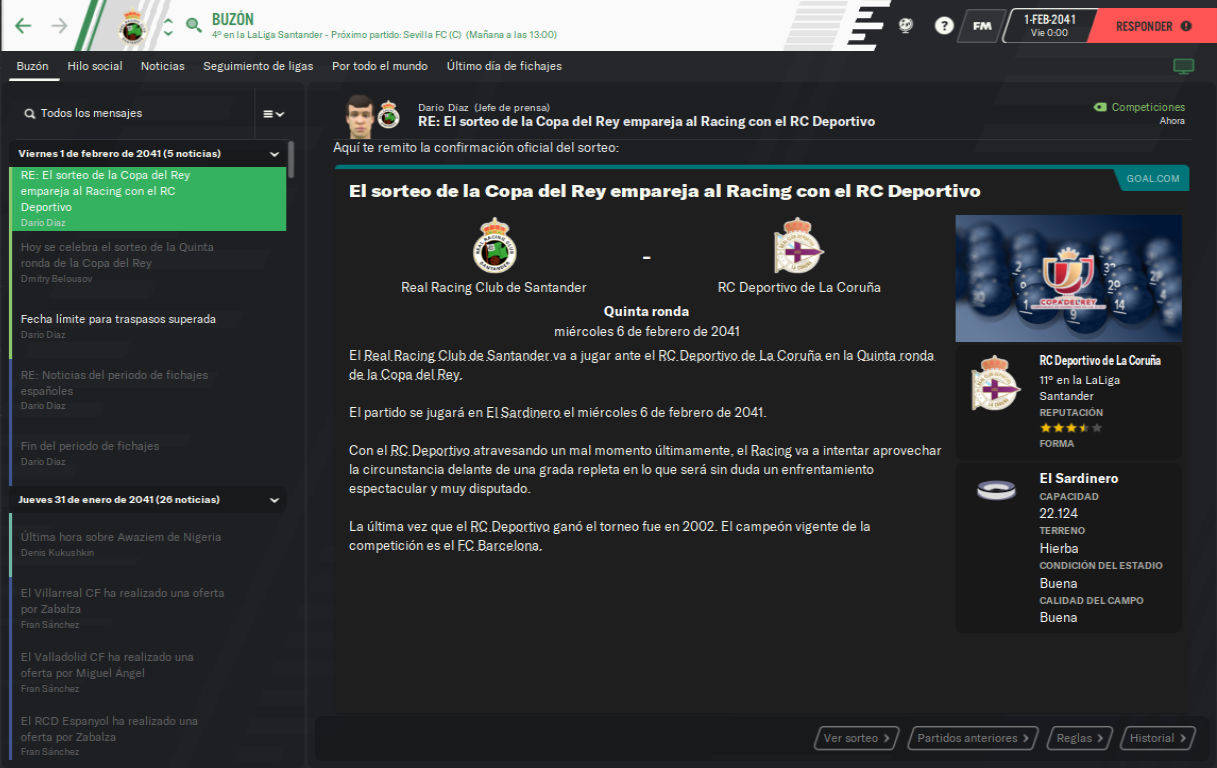 BUZÓN
4º en la LaLiga Santander - Próximo partido: Sevilla FC (C) (Mañana a las 13:00)
?
FM
1-FEB-2041
Vie 0:00
RESPONDER
Buzón
Hilo social
Noticias
Seguimiento de ligas
Por todo el mundo
Último día de fichajes
Todos los mensajes
Viernes 1 de febrero de 2041 (5 noticias)
RE: El sorteo de la Copa del Rey
empareja al Racing con el RC
Deportivo
Darío Díaz
Hoy se celebra el sorteo de la Quinta
ronda de la Copa del Rey
Dmitry Belousov
Fecha límite para traspasos superada
Darío Díaz
RE: Noticias del periodo de fichajes
españoles
Darío Díaz
Fin del periodo de fichajes
Darío Díaz
Jueves 31 de enero de 2041 (26 noticias)
Última hora sobre Awaziem de Nigeria
Denis Kukushkin
El Villarreal CF ha realizado una oferta
por Zabalza
Fran Sánchez
El Valladolid CF ha realizado una
oferta por Miguel Ángel
Fran Sánchez
El RCD Espanyol ha realizado una
oferta por Zabalza
Fran Sánchez
Darío Díaz (Jefe de prensa)
RE: El sorteo de la Copa del Rey empareja al Racing con el RC Deportivo
Competiciones
Ahora
Aquí te remito la confirmación oficial del sorteo:
GOAL.COM
El sorteo de la Copa del Rey empareja al Racing con el RC Deportivo
-
Real Racing Club de Santander
RC Deportivo de La Coruña
Quinta ronda
miércoles 6 de febrero de 2041
El Real Racing Club de Santander va a jugar ante el RC Deportivo de La Coruña en la Quinta ronda
de la Copa del Rey.
El partido se jugará en El Sardinero el miércoles 6 de febrero de 2041.
Con el RC Deportivo atravesando un mal momento últimamente, el Racing va a intentar aprovechar
la circunstancia delante de una grada repleta en lo que será sin duda un enfrentamiento
espectacular y muy disputado.
La última vez que el RC Deportivo ganó el torneo fue en 2002. El campeón vigente de la
competición es el FC Barcelona.
COPA DEL REY
RC Deportivo de La Coruña
11º en la LaLiga
Santander
REPUTACIÓN
FORMA
El Sardinero
CAPACIDAD
22.124
TERRENO
Hierba
CONDICIÓN DEL ESTADIO
Buena
CALIDAD DEL CAMPO
Buena
Ver sorteo
Partidos anteriores
Reglas
Historial